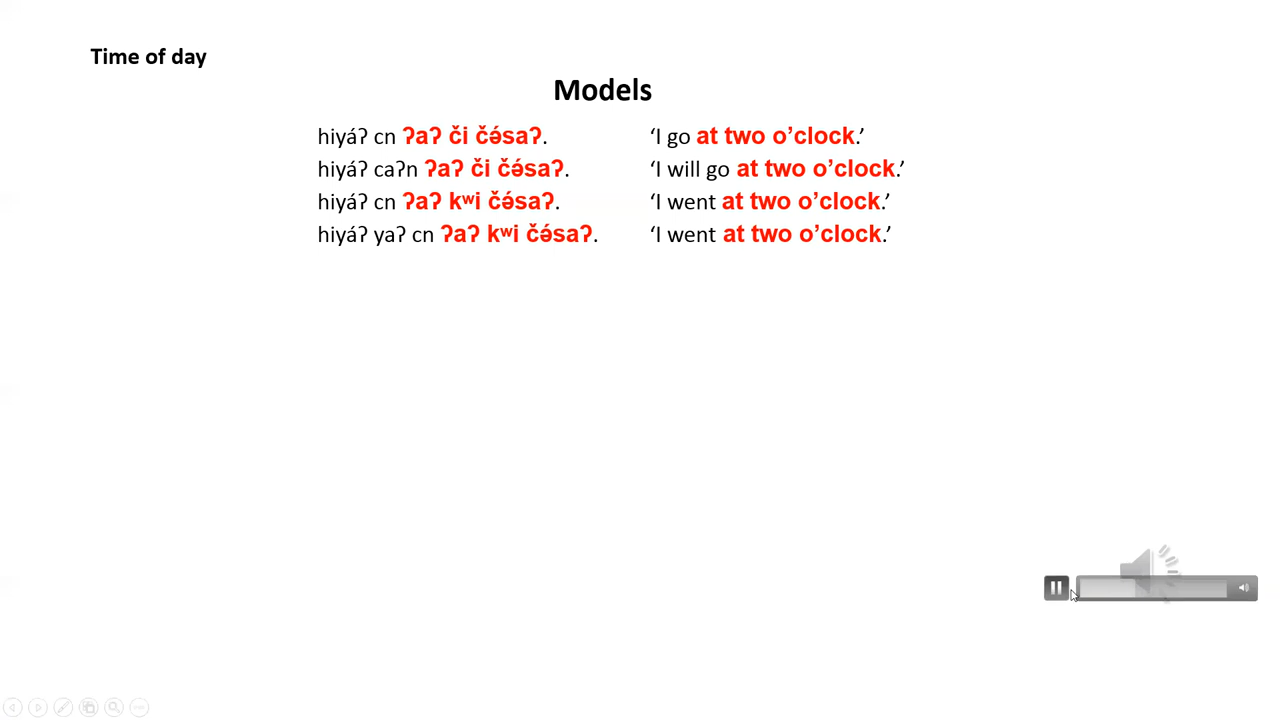 Time of day
Models
hiyáʔ cn ʔaʔ či čə́saʔ. ‘I go at two o’clock.’
hiyáʔ caʔn ʔaʔ či čə́saʔ. ‘I will go at two o’clock.’
hiyáʔ cn ʔaʔ kʷi čə́saʔ. ‘I went at two o’clock.’
hiyáʔ yaʔ cn ʔaʔ kʷi čə́saʔ. ‘I went at two o’clock.’